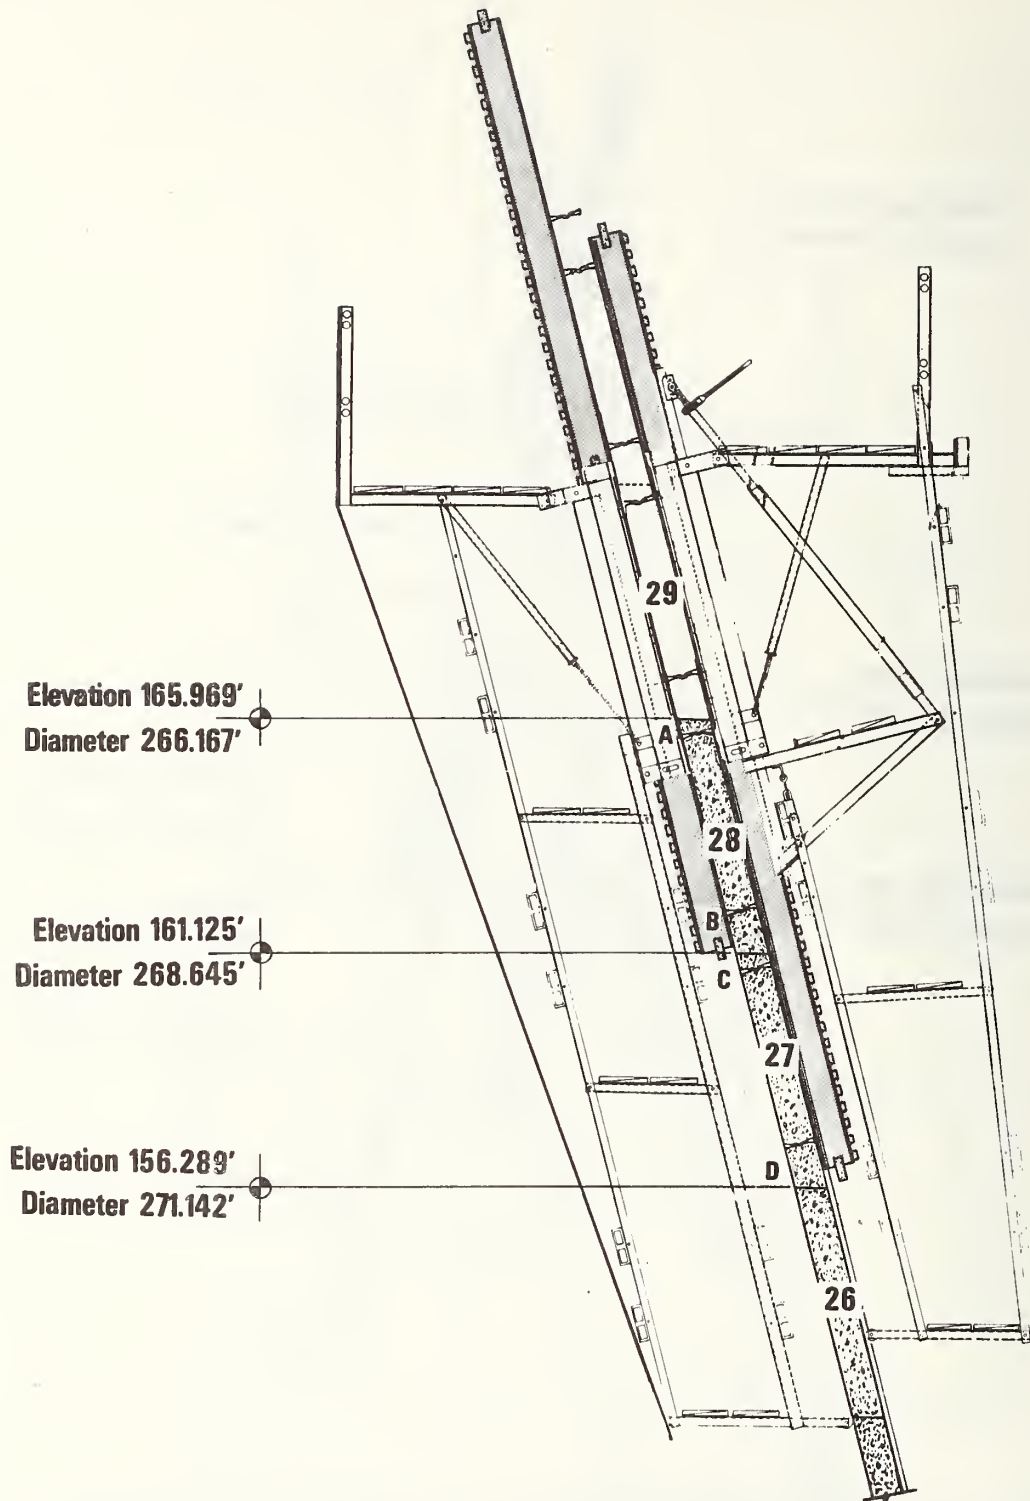 29
Elevation 165.969'
Diameter 266.167'
A
28
B
Elevation 161.125'
Diameter 268.645'
C
27
Elevation 156.289'
Diameter 271.142'
D
26